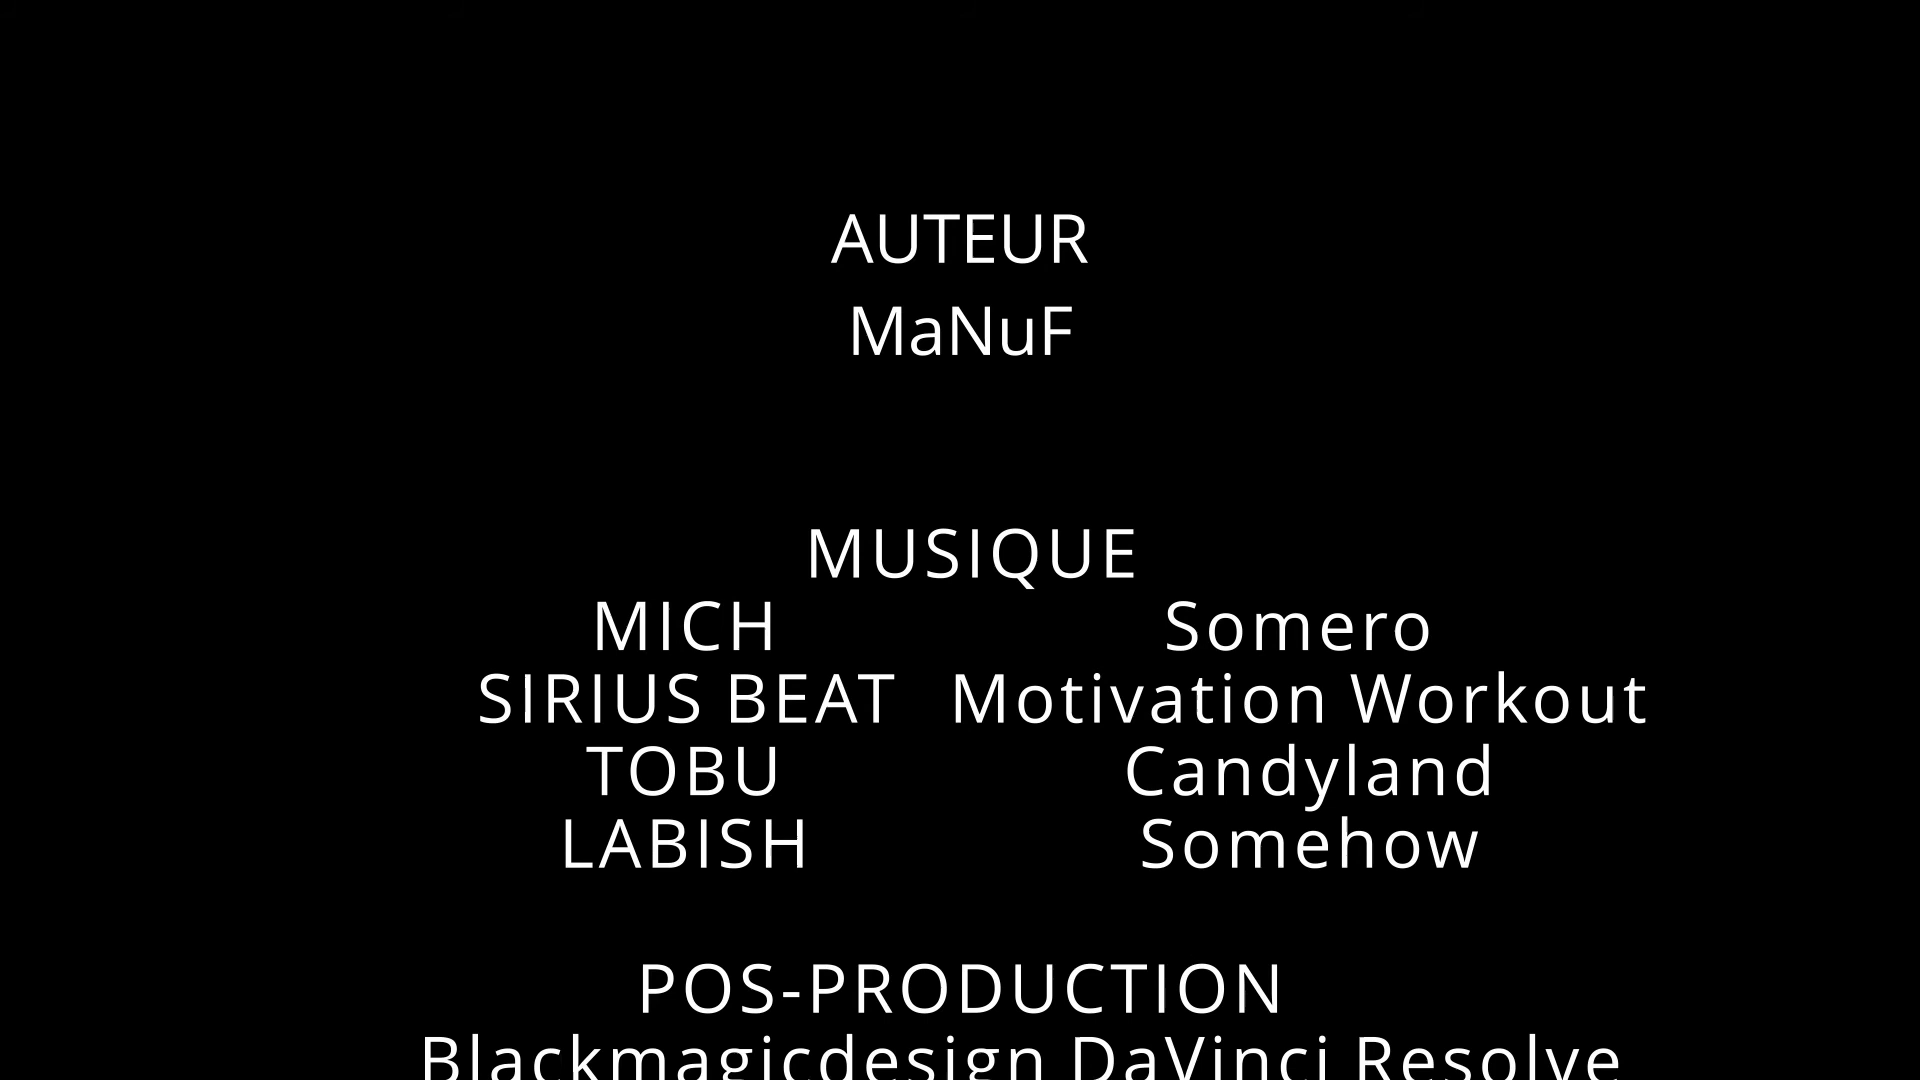 AUTEUR
MaNuF
MUSIQUE
MICH Somero
SIRIUS BEAT Motivation Workout
TOBU Candyland
LABISH Somehow
POS-PRODUCTION
Blackmagicdesign DaVinci Resolve